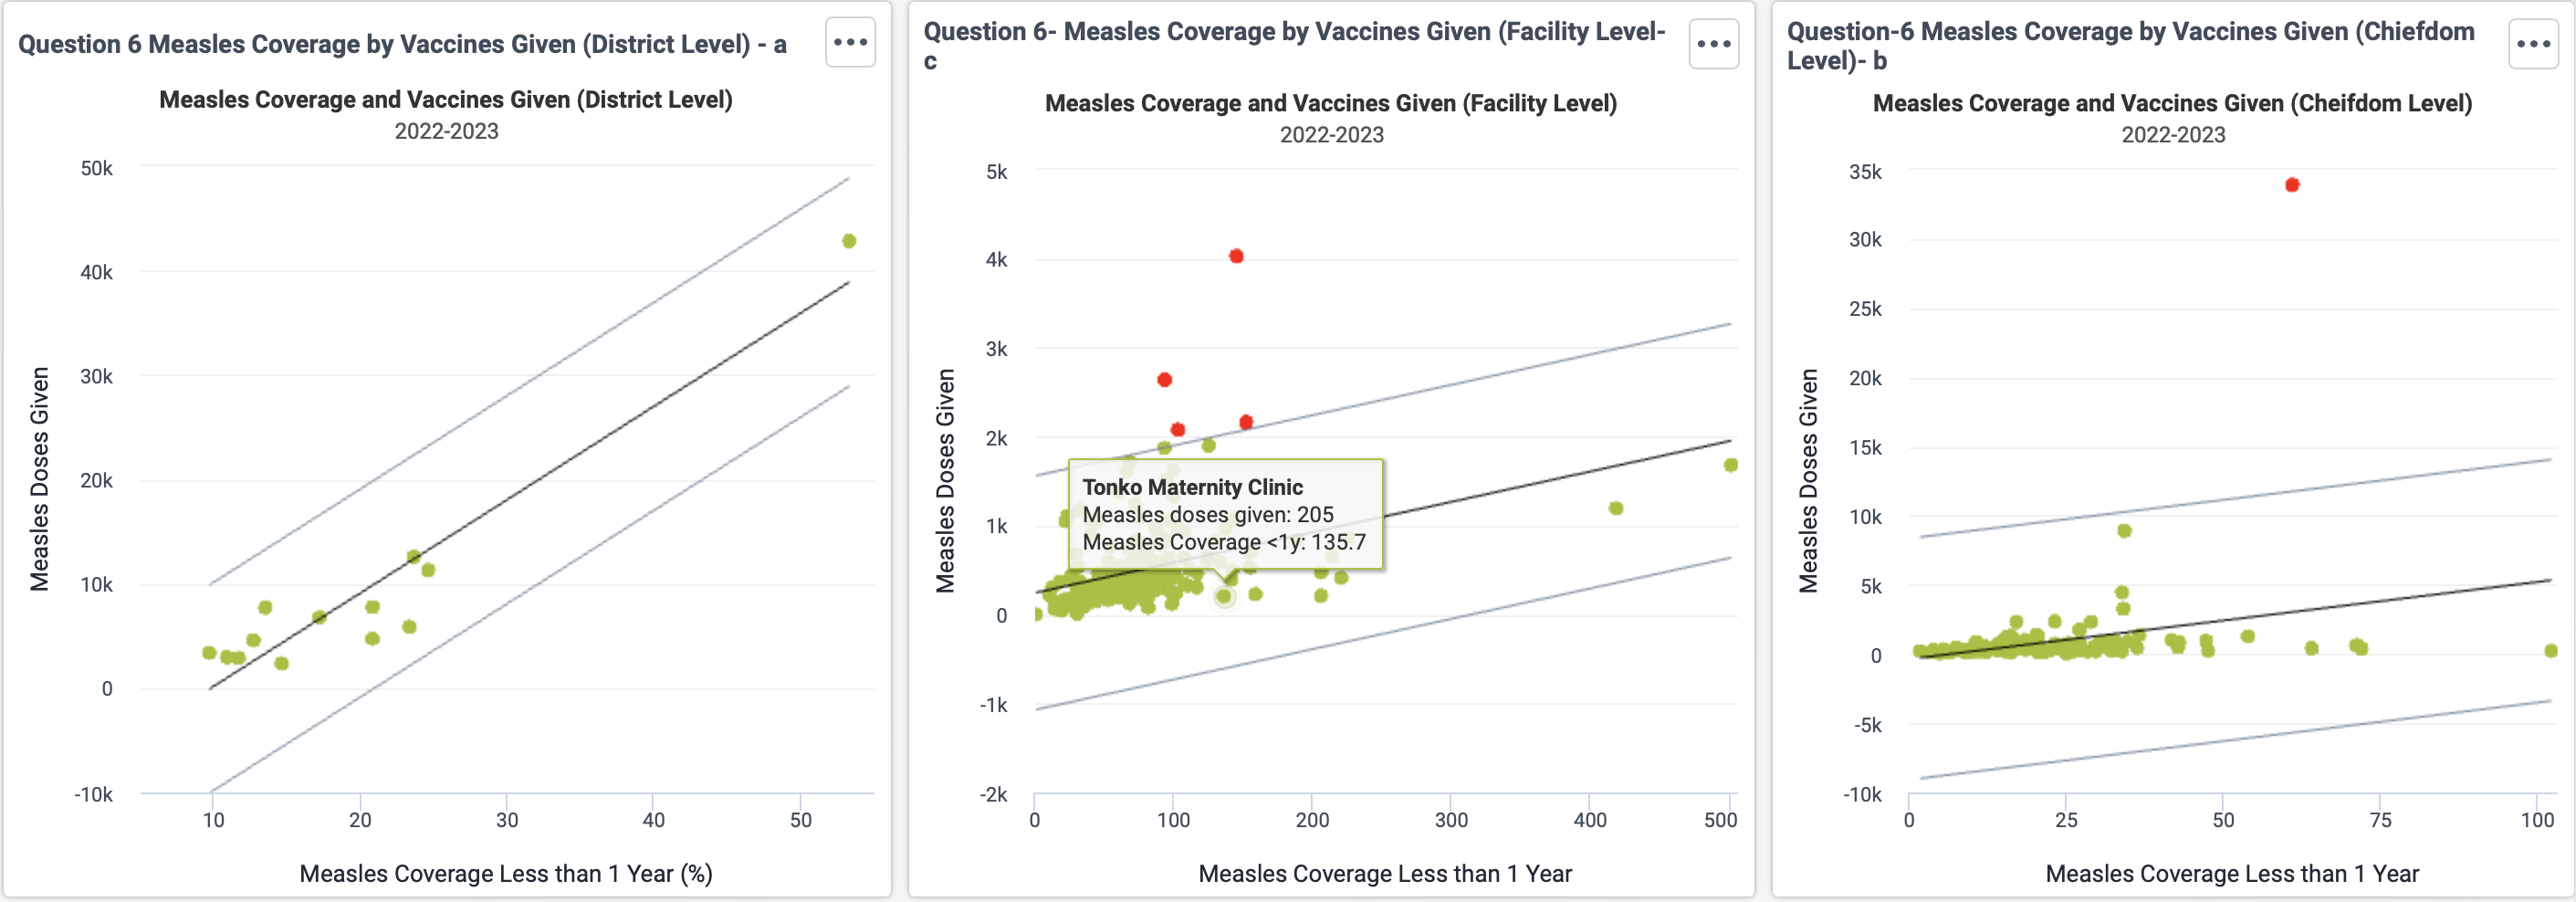 Question 6 Measles Coverage by Vaccines Given (District Level) - a
Measles Coverage and Vaccines Given (District Level)
2022-2023
Measles Doses Given
50k
40k
30k
20k
10k
0
-10k
10
20
30
40
50
Measles Coverage Less than 1 Year (%)
Question 6- Measles Coverage by Vaccines Given (Facility Level-
c
Measles Coverage and Vaccines Given (Facility Level)
2022-2023
Measles Doses Given
5k
4k
3k
2k
1k
0
-1k
-2k
Tonko Maternity Clinic
Measles doses given: 205
Measles Coverage <1y: 135.7
0
100
200
300
400
500
Measles Coverage Less than 1 Year
Question-6 Measles Coverage by Vaccines Given (Chiefdom
Level)- b
Measles Coverage and Vaccines Given (Cheifdom Level)
2022-2023
Measles Doses Given
35k
30k
25k
20k
15k
10k
5k
0
-5k
-10k
0
25
50
75
100
Measles Coverage Less than 1 Year